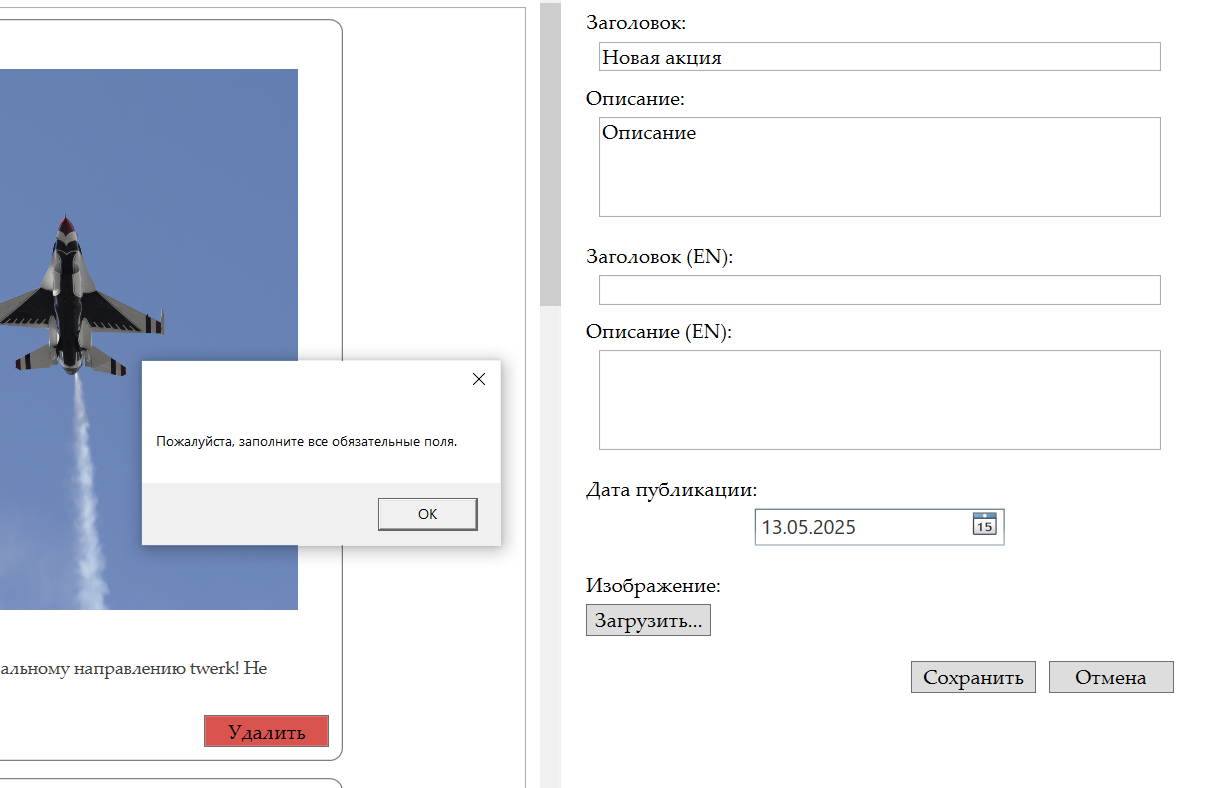 Пожалуйста, заполните все обязательные поля.
OK
альному направлению twerk! Не
Удалить
Заголовок:
Новая акция
Описание:
Описание
Заголовок (EN):
Описание (EN):
Дата публикации:
13.05.2025
15
Изображение:
Загрузить...
Сохранить
Отмена